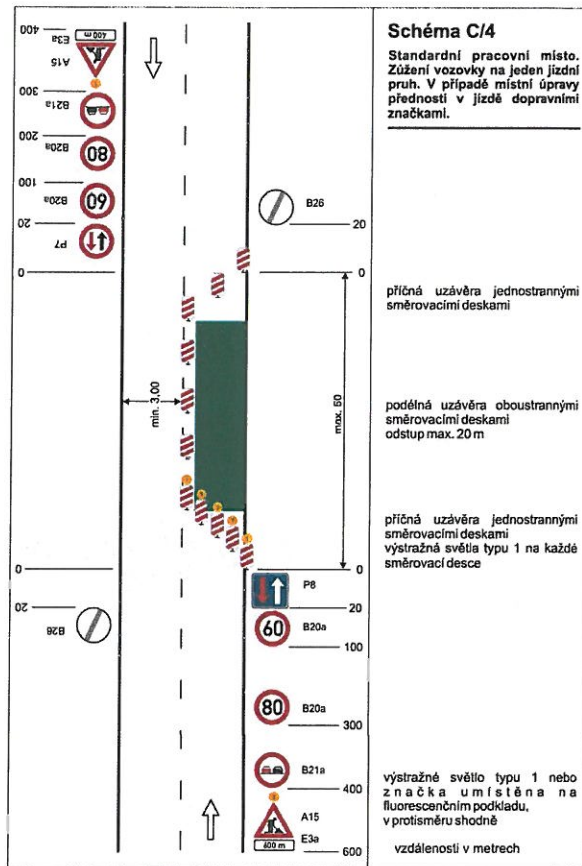 Schéma C/4
Standardní pracovní místo.
Zúžení vozovky na jeden jízdní
pruh. V případě místní úpravy
přednosti v jízdě dopravními
značkami.
400
E3a
400 m
A15
300
B21a
200
B20a
80
100
B20a
60
20
P7
0
B26
20
0
příčná uzávěra jednostrannými
směrovacími deskami
min. 3,00
max. 50
podélná uzávěra oboustrannými
směrovacími deskami
odstup max. 20 m
příčná uzávěra jednostrannými
směrovacími deskami
výstražná světla typu 1 na každé
směrovací desce
0
0
P8
20
20
B26
60
B20a
100
80
B20a
300
B21a
400
A15
E3a
600 m
600
výstražné světlo typu 1 nebo
značka umístěna na
fluorescenčním podkladu,
v protisměru shodně
vzdálenosti v metrech